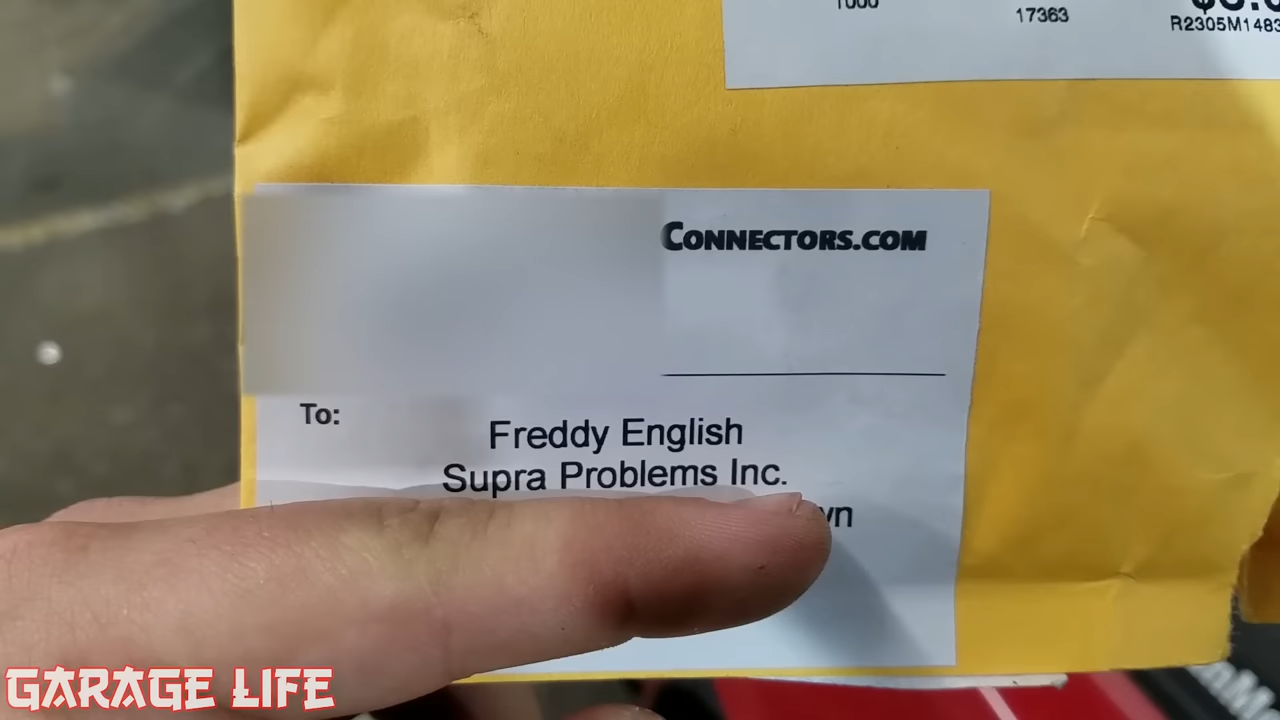 1000
17363
R2305M1483
CONNECTORS.COM
To:
Freddy English
Supra Problems Inc.
GARAGE LIFE